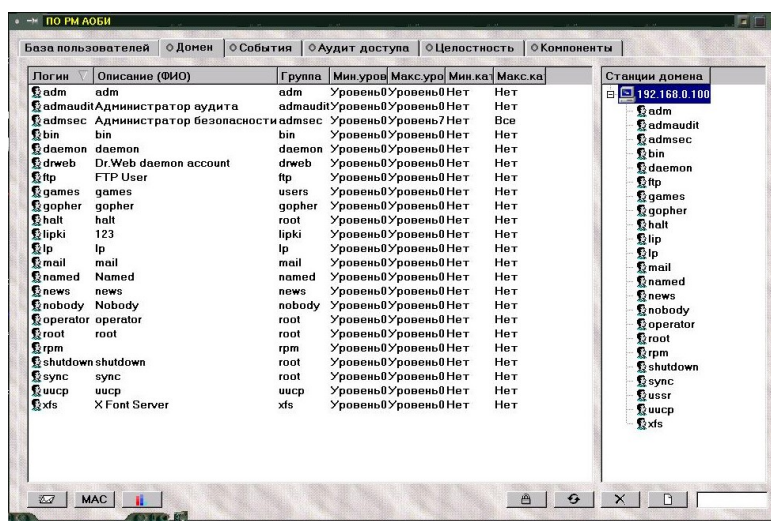 ПО РМ АОБИ
База пользователей Домен События Аудит доступа Целостность Компоненты
Логин Описание (ФИО) Группа Мин.уров Макс.уро Мин.кат Макс.ка
adm adm adm Уровень0 Уровень0 Нет Нет
admaudit Администратор аудита admaudit Уровень0 Уровень0 Нет Нет
admsec Администратор безопасности admsec Уровень0 Уровень7 Нет Все
bin bin bin Уровень0 Уровень0 Нет Нет
daemon daemon daemon Уровень0 Уровень0 Нет Нет
drweb Dr.Web daemon account drweb Уровень0 Уровень0 Нет Нет
ftp FTP User ftp Уровень0 Уровень0 Нет Нет
games games users Уровень0 Уровень0 Нет Нет
gopher gopher gopher Уровень0 Уровень0 Нет Нет
halt halt root Уровень0 Уровень0 Нет Нет
lipki 123 lipki Уровень0 Уровень0 Нет Нет
lp lp lp Уровень0 Уровень0 Нет Нет
mail mail mail Уровень0 Уровень0 Нет Нет
named Named named Уровень0 Уровень0 Нет Нет
news news news Уровень0 Уровень0 Нет Нет
nobody Nobody nobody Уровень0 Уровень0 Нет Нет
operator operator root Уровень0 Уровень0 Нет Нет
root root root Уровень0 Уровень0 Нет Нет
rpm rpm Уровень0 Уровень0 Нет Нет
shutdown shutdown root Уровень0 Уровень0 Нет Нет
sync sync root Уровень0 Уровень0 Нет Нет
uucp uucp uucp Уровень0 Уровень0 Нет Нет
xfs X Font Server xfs Уровень0 Уровень0 Нет Нет
Станции домена
192.168.0.100
adm
admaudit
admsec
bin
daemon
ftp
games
gopher
halt
lip
lp
mail
named
news
nobody
operator
root
rpm
shutdown
sync
ussr
uucp
xfs
MAC